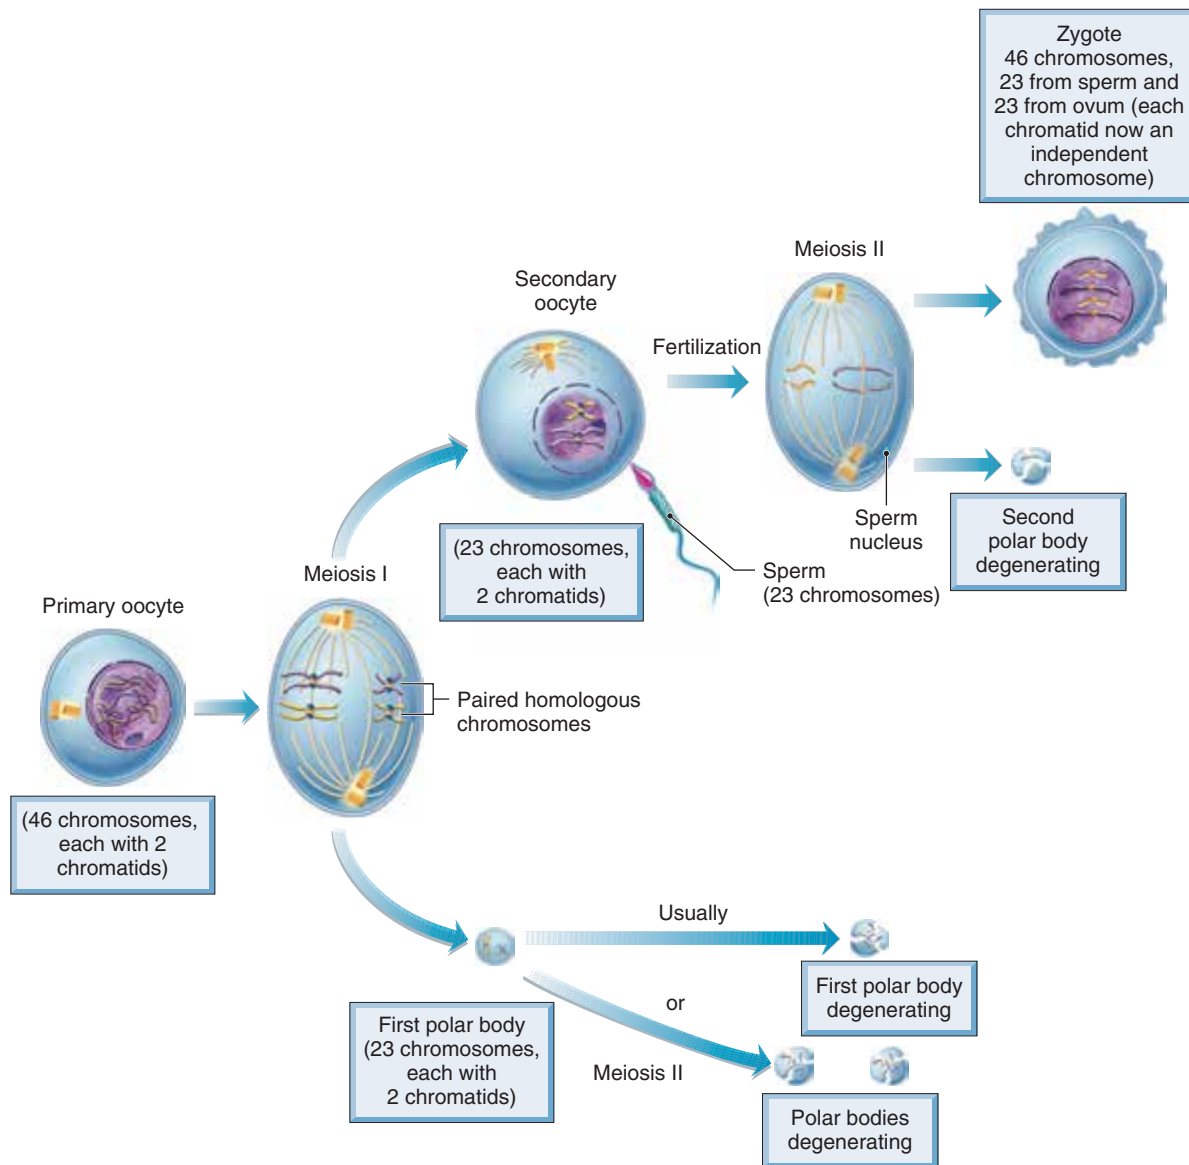 Zygote
46 chromosomes,
23 from sperm and
23 from ovum (each
chromatid now an
independent
chromosome)
Meiosis II
Secondary
oocyte
Fertilization
Sperm
nucleus
Second
polar body
degenerating
(23 chromosomes,
each with
2 chromatids)
Sperm
(23 chromosomes)
Meiosis I
Primary oocyte
Paired homologous
chromosomes
(46 chromosomes,
each with 2
chromatids)
Usually
First polar body
degenerating
or
First polar body
(23 chromosomes,
each with
2 chromatids)
Meiosis II
Polar bodies
degenerating